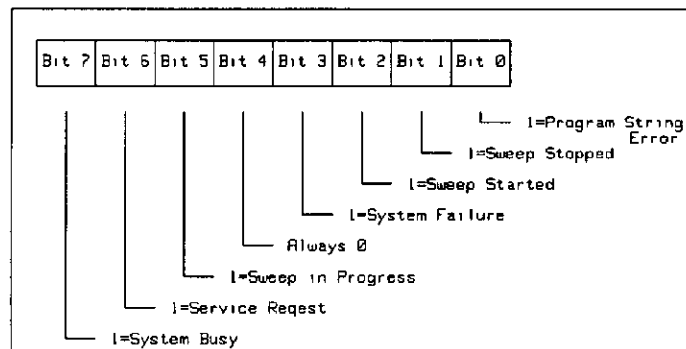 Bit 7 Bit 6 Bit 5 Bit 4 Bit 3 Bit 2 Bit 1 Bit 0
1=Program String
Error
1=Sweep Stopped
1=Sweep Started
1=System Failure
Always 0
1=Sweep in Progress
1=Service Reqest
1=System Busy